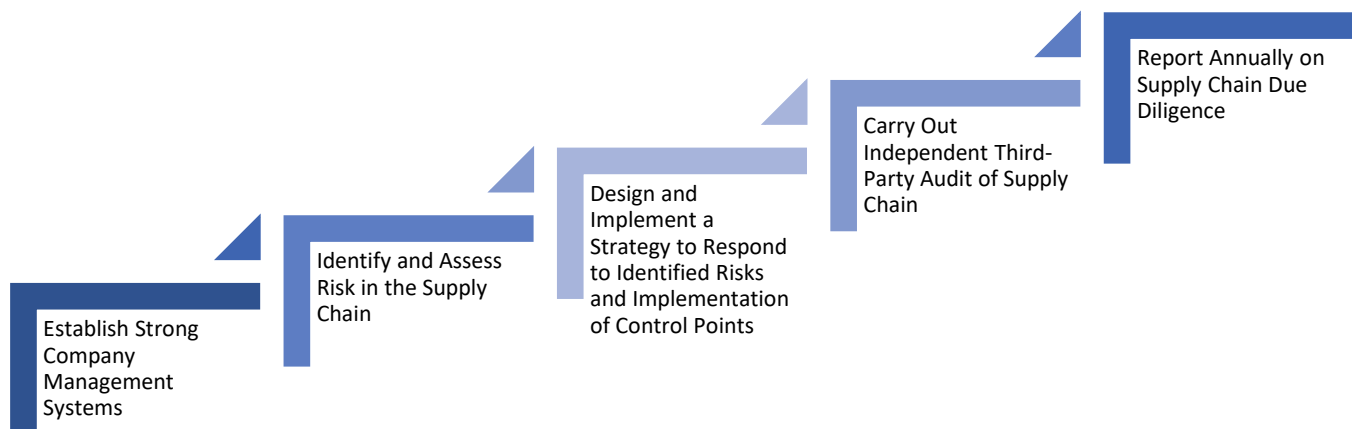 Establish Strong
Company
Management
Systems
Identify and Assess
Risk in the Supply
Chain
Design and
Implement a
Strategy to Respond
to Identified Risks
and Implementation
of Control Points
Carry Out
Independent Third-
Party Audit of Supply
Chain
Report Annually on
Supply Chain Due
Diligence